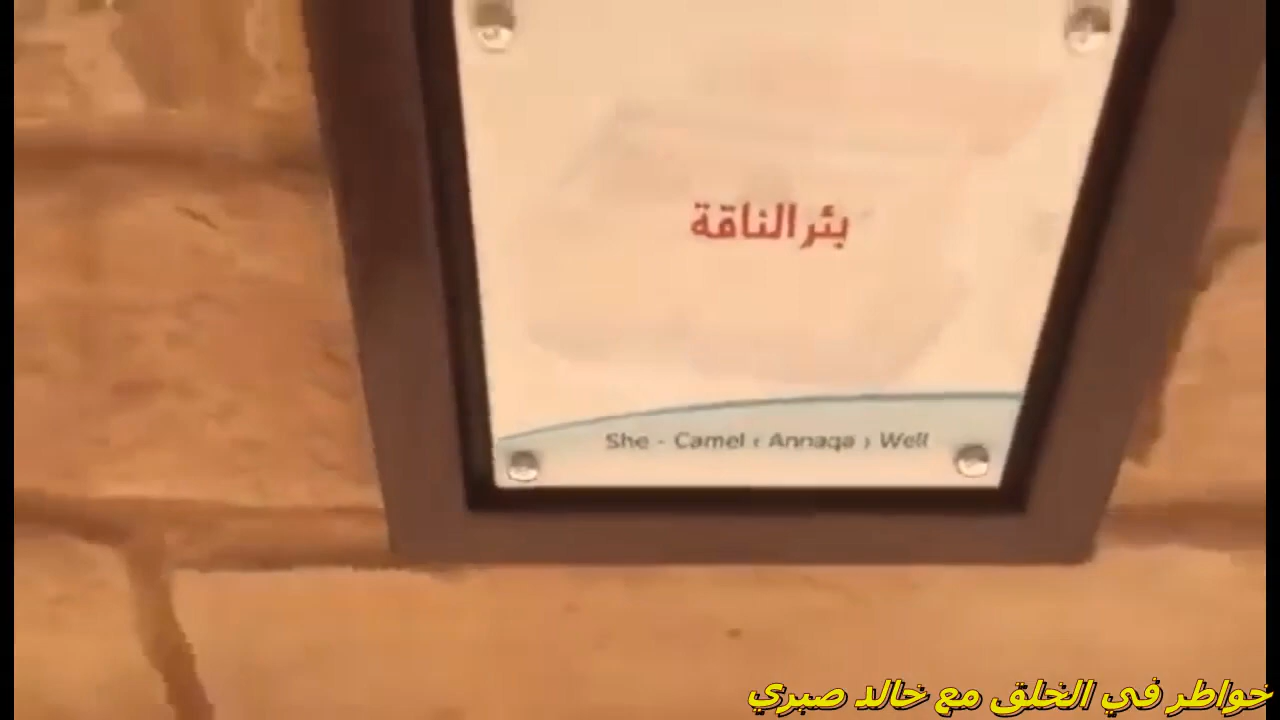 بئر الناقة
She - Camel ‹ Annaqa › Well
خواطر في الخلق مع خالد صبري